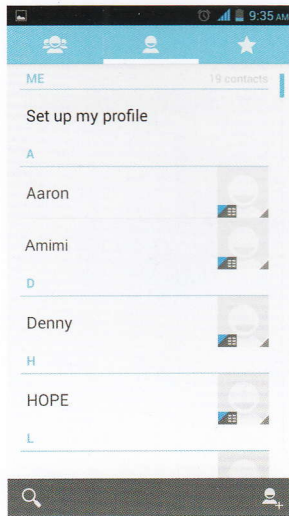 9:35 AM
ME 19 contacts
Set up my profile
A
Aaron
Amimi
D
Denny
H
HOPE
L